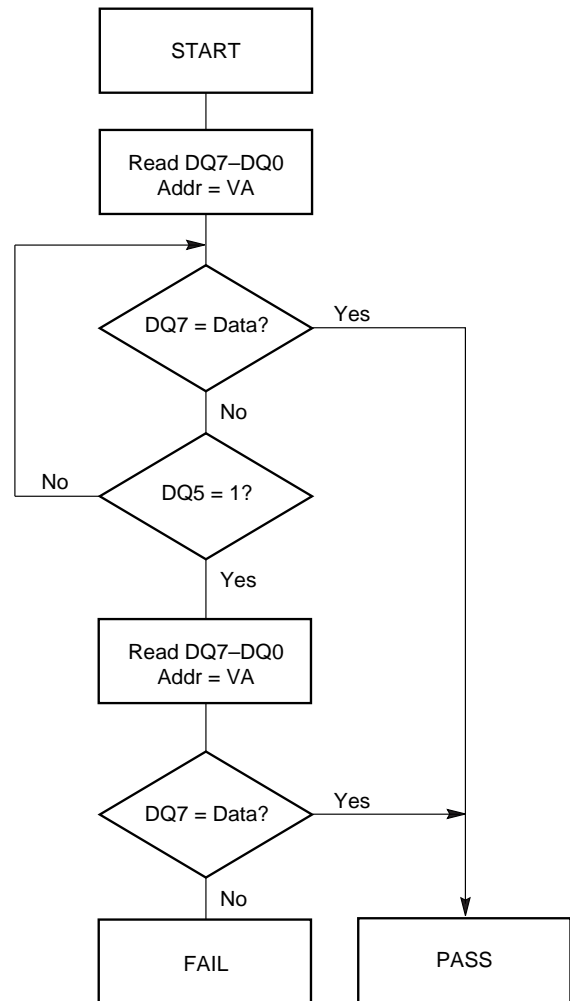 START
Read DQ7–DQ0
Addr = VA
DQ7 = Data?
Yes
No
No
DQ5 = 1?
Yes
Read DQ7–DQ0
Addr = VA
DQ7 = Data?
Yes
No
FAIL
PASS